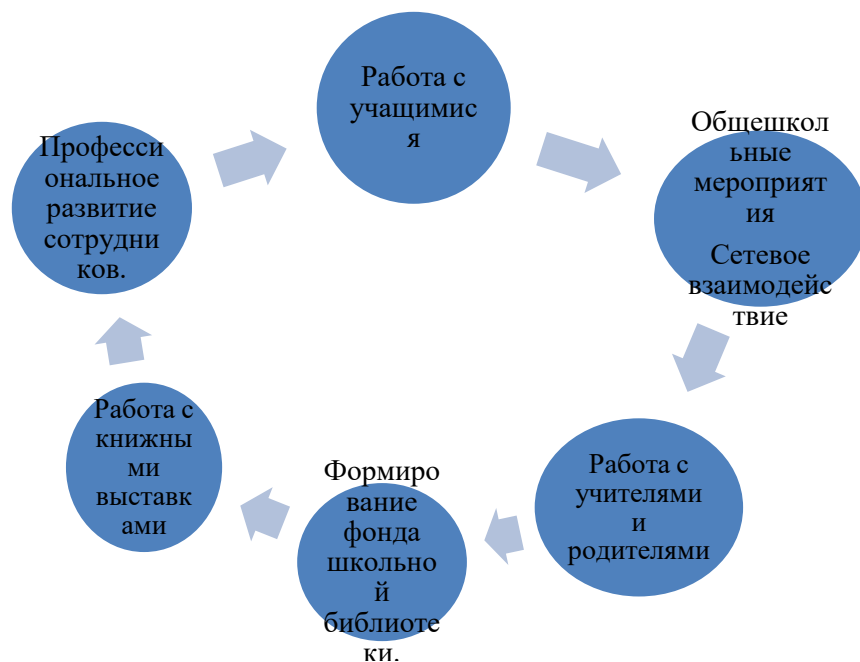 Работа с
учащимис
я
Общешкол
ьные
мероприят
ия
Сетевое
взаимодейс
твие
Работа с
учителями
и
родителями
Формиро
вание
фонда
школьно
й
библиоте
ки.
Работа с
книжны
ми
выставк
ами
Професси
ональное
развитие
сотрудни
ков.